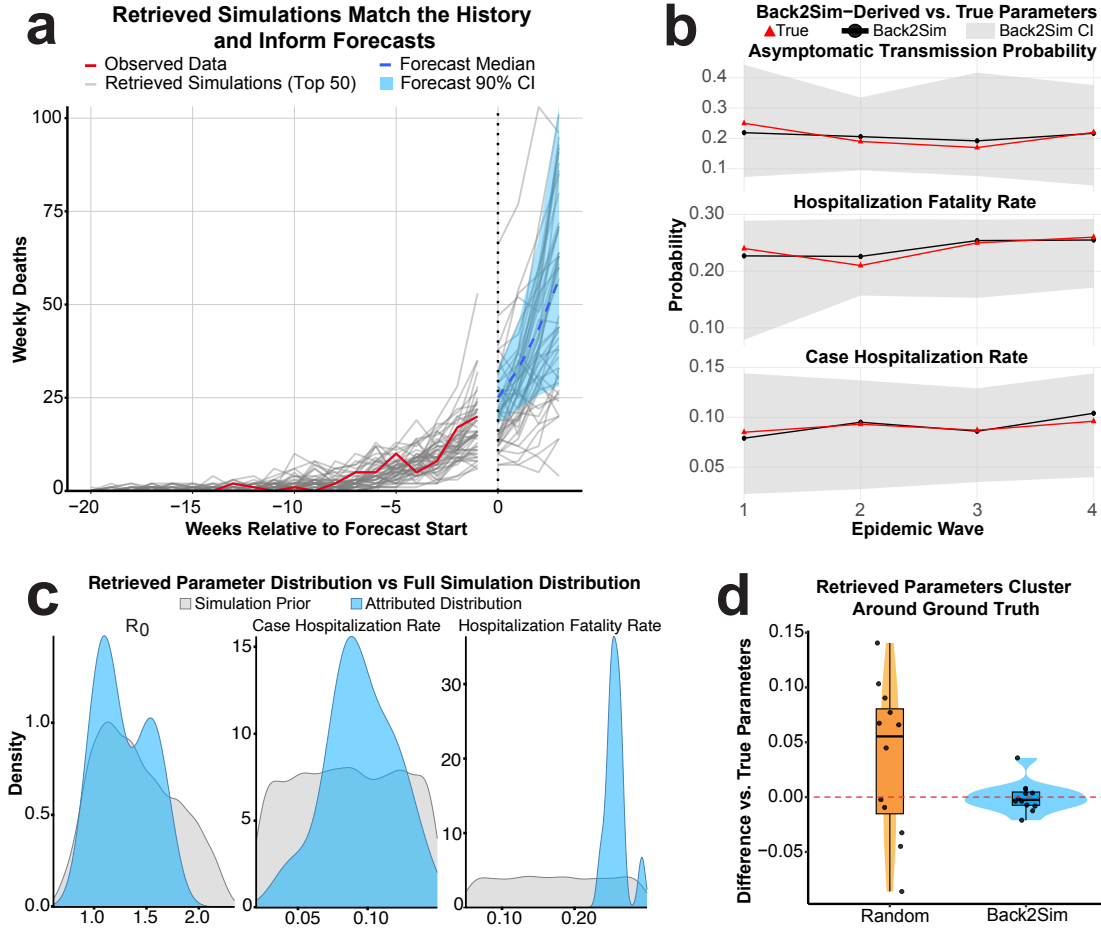 a
Retrieved Simulations Match the History
and Inform Forecasts
Observed Data
Forecast Median
Retrieved Simulations (Top 50)
Forecast 90% CI
Weekly Deaths
100
75
50
25
0
−20
−15
−10
−5
0
Weeks Relative to Forecast Start
b
Back2Sim−Derived vs. True Parameters
True
Back2Sim
Back2Sim CI
Asymptomatic Transmission Probability
0.4
0.3
0.2
0.1
Hospitalization Fatality Rate
0.30
0.20
0.10
Probability
Case Hospitalization Rate
0.15
0.10
0.05
1
2
3
4
Epidemic Wave
c
Retrieved Parameter Distribution vs Full Simulation Distribution
Simulation Prior
Attributed Distribution
R0
Case Hospitalization Rate
Hospitalization Fatality Rate
Density
1.0
0.5
0.0
1.0
1.5
2.0
15
10
5
0
0.05
0.10
30
20
10
0
0.10
0.20
d
Retrieved Parameters Cluster
Around Ground Truth
Difference vs. True Parameters
0.15
0.10
0.05
0.00
−0.05
Random
Back2Sim